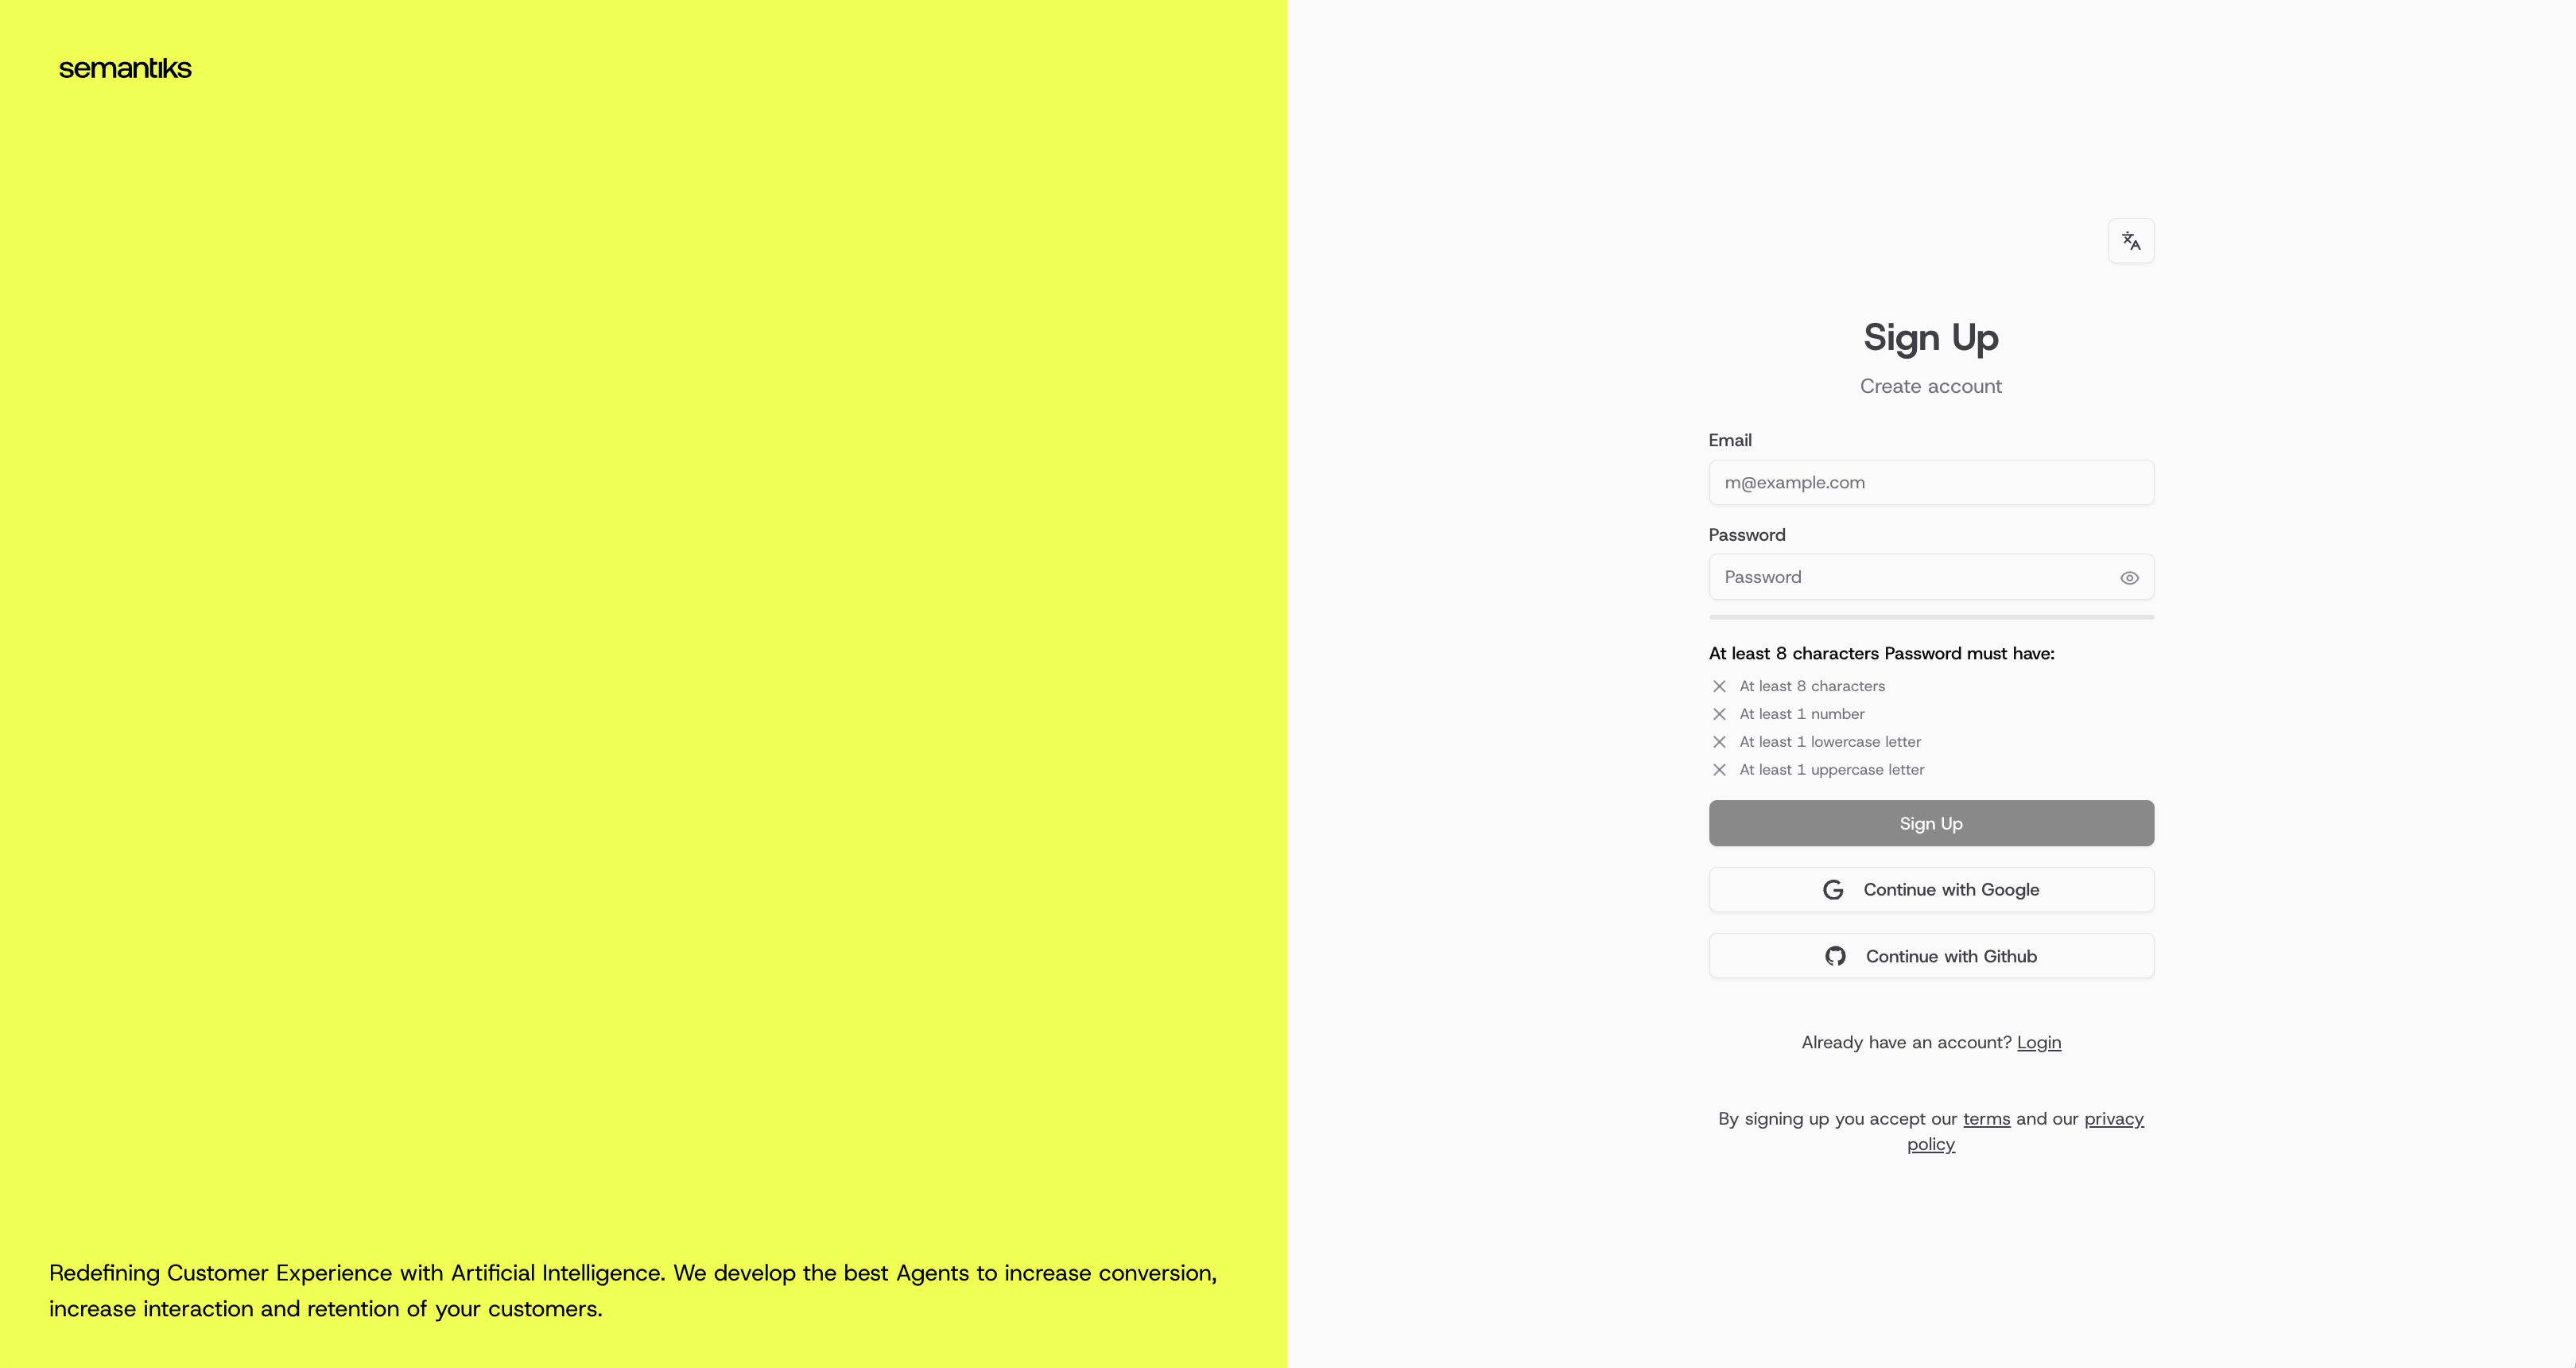 semantiks
Redefining Customer Experience with Artificial Intelligence. We develop the best Agents to increase conversion,
increase interaction and retention of your customers.
Sign Up
Create account
Email
m@example.com
Password
Password
At least 8 characters Password must have:
At least 8 characters
At least 1 number
At least 1 lowercase letter
At least 1 uppercase letter
Sign Up
Continue with Google
Continue with Github
Already have an account? Login
By signing up you accept our terms and our privacy
policy